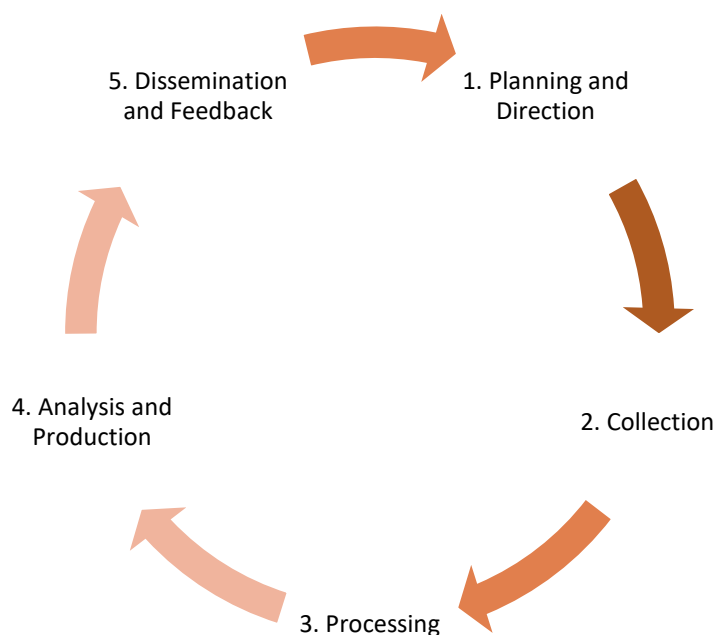 1. Planning and
Direction
2. Collection
3. Processing
4. Analysis and
Production
5. Dissemination
and Feedback